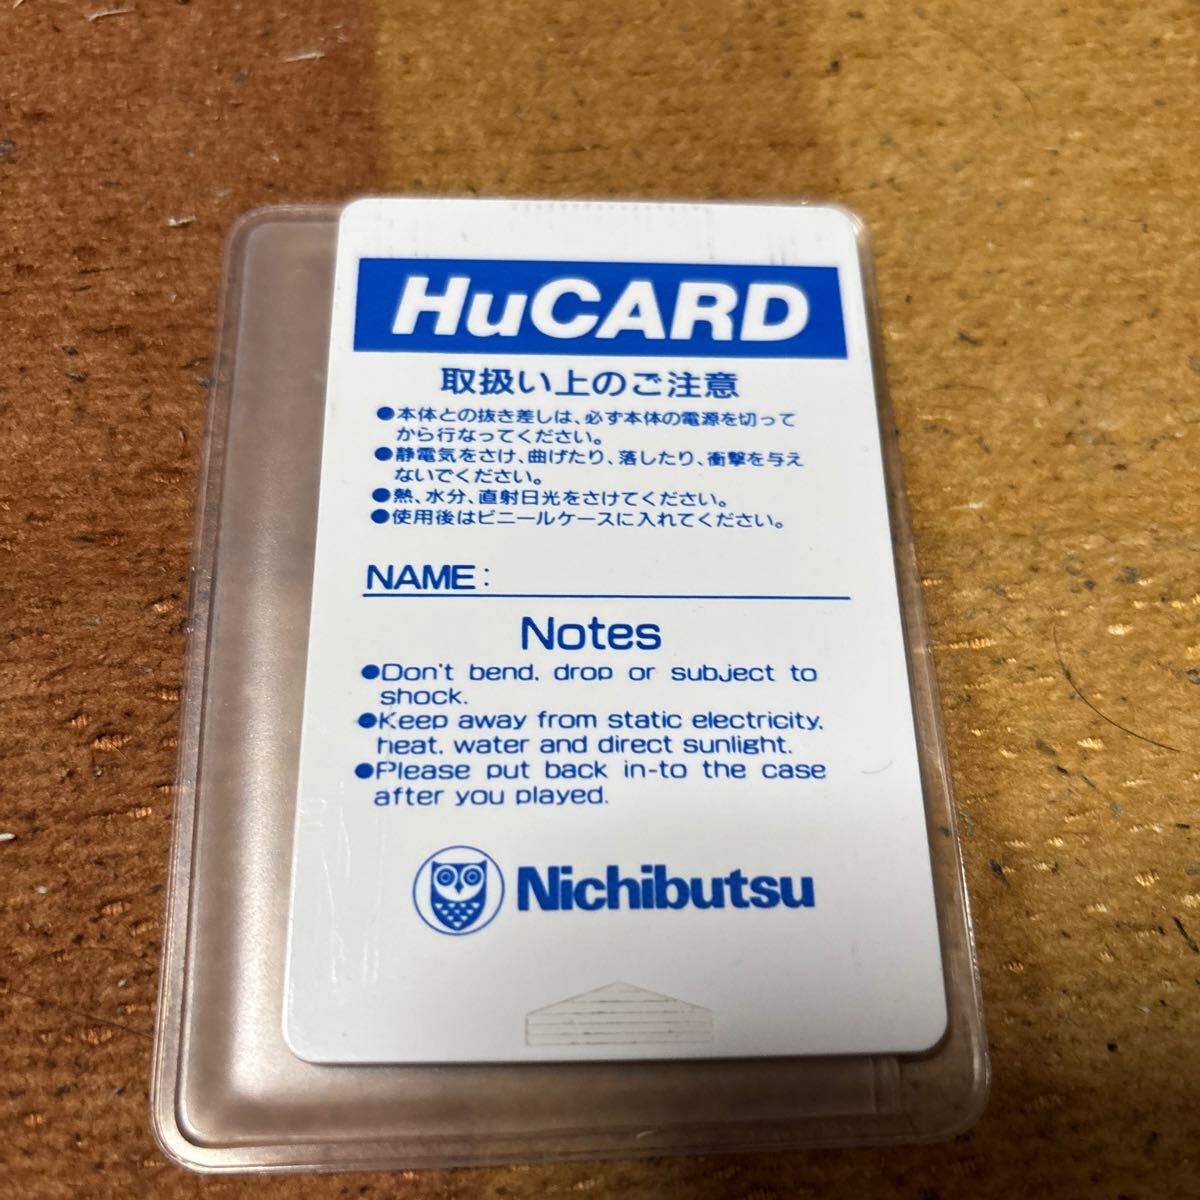 HuCARD
取扱い上のご注意
●本体との抜き差しは、必ず本体の電源を切って
から行なってください。
●静電気をさけ、曲げたり、落したり、衝撃を与え
ないでください。
●熱、水分、直射日光をさけてください。
●使用後はビニールケースに入れてください。
NAME:
Notes
●Don't bend, drop or subject to
shock.
●Keep away from static electricity,
heat, water and direct sunlight.
●Please put back in-to the case
after you played.
Nichibutsu